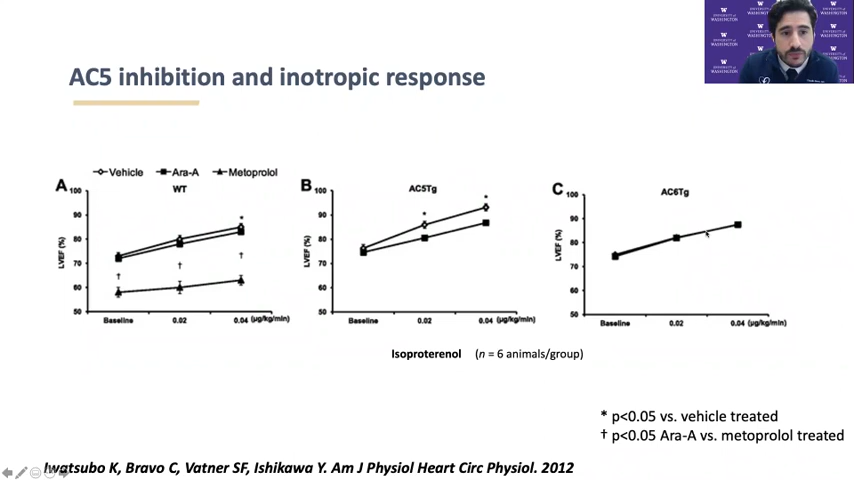 UNIVERSITY of
WASHINGTON
AC5 inhibition and inotropic response
Vehicle Ara-A Metoprolol
A
WT
LVEF (%)
100
90
80
70
60
50
*
†
†
†
Baseline 0.02 0.04 (µg/kg/min)
B
AC5Tg
LVEF (%)
100
90
80
70
60
50
*
*
Baseline 0.02 0.04 (µg/kg/min)
C
AC6Tg
LVEF (%)
100
90
80
70
60
50
Baseline 0.02 0.04 (µg/kg/min)
Isoproterenol (n = 6 animals/group)
* p<0.05 vs. vehicle treated
† p<0.05 Ara-A vs. metoprolol treated
Iwatsubo K, Bravo C, Vatner SF, Ishikawa Y. Am J Physiol Heart Circ Physiol. 2012